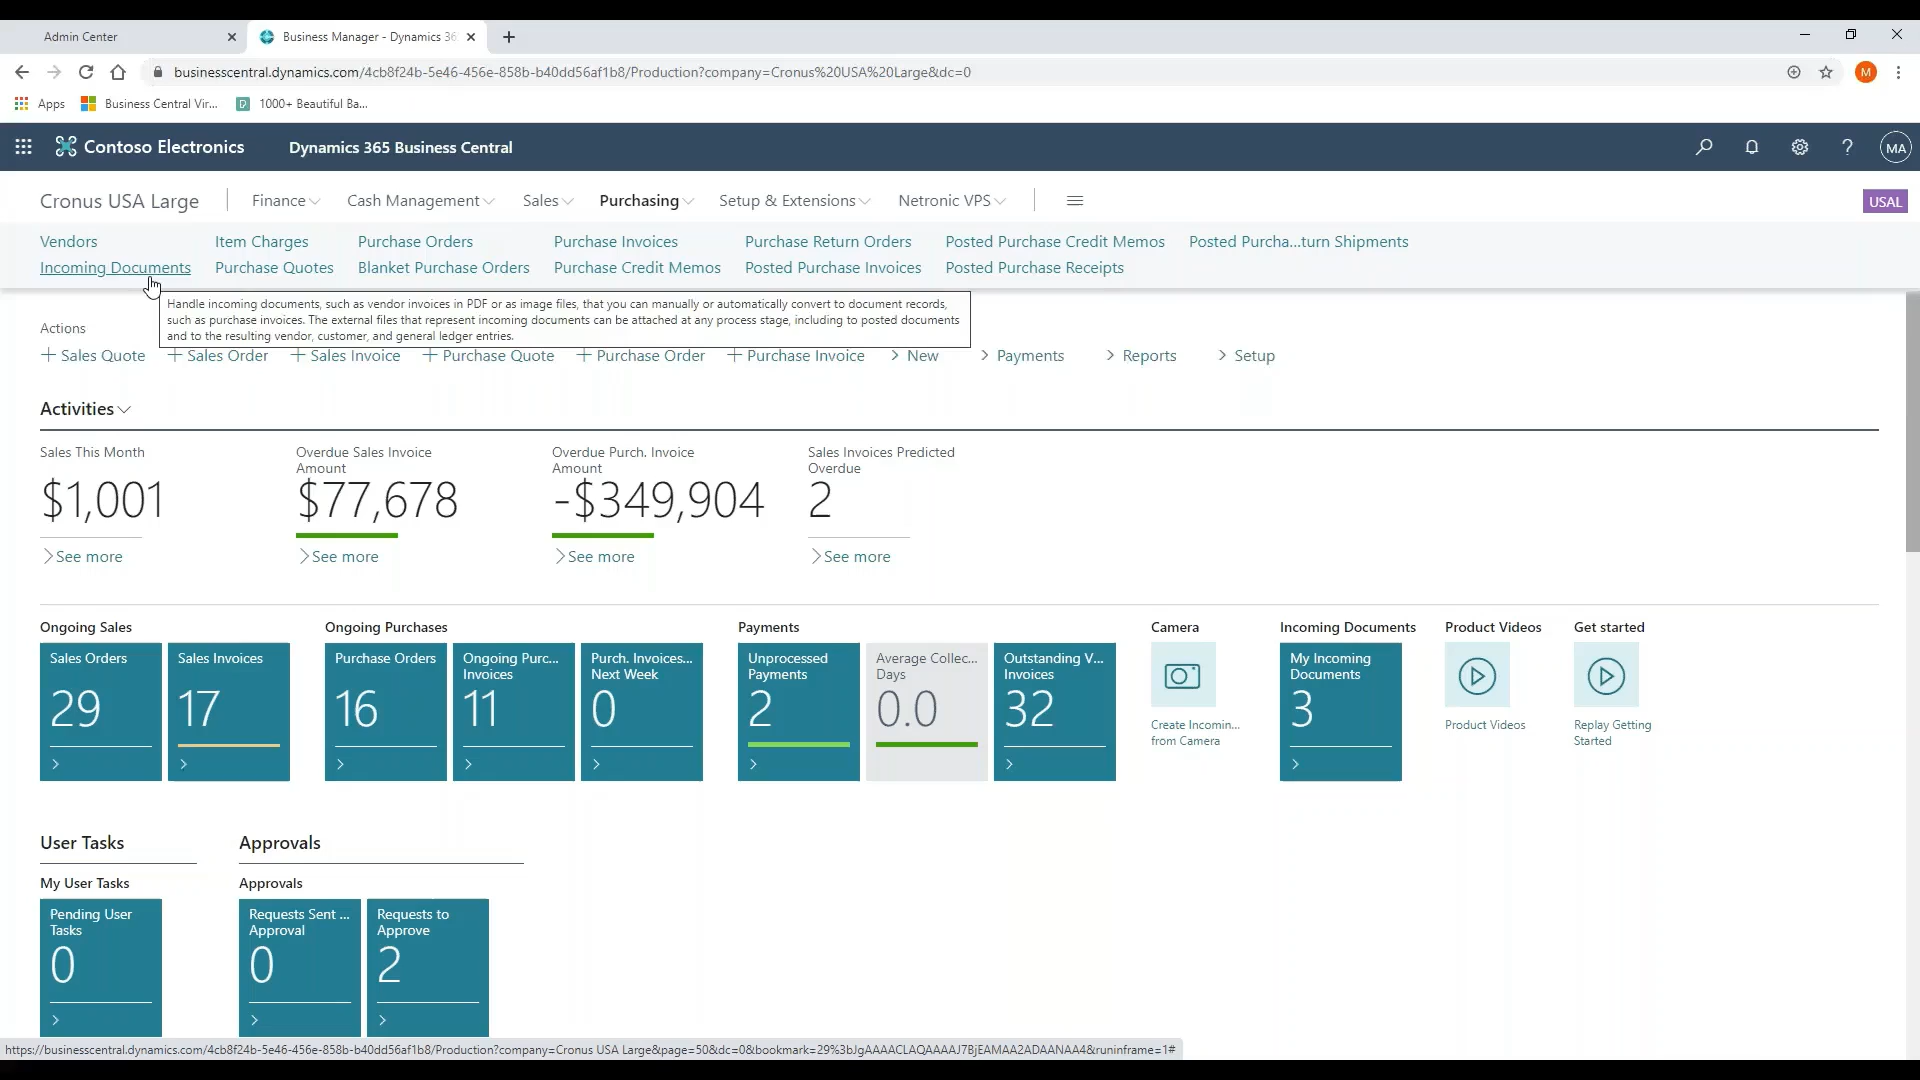 Admin Center
Business Manager - Dynamics 36
businesscentral.dynamics.com/4cb8f24b-5e46-456e-858b-b40dd56af1b8/Production?company=Cronus%20USA%20Large&dc=0
M
Apps Business Central Vir... D 1000+ Beautiful Ba...
Contoso Electronics Dynamics 365 Business Central
? MA
Cronus USA Large Finance Cash Management Sales Purchasing Setup & Extensions Netronic VPS USAL
Vendors Item Charges Purchase Orders Purchase Invoices Purchase Return Orders Posted Purchase Credit Memos Posted Purcha...turn Shipments
Incoming Documents Purchase Quotes Blanket Purchase Orders Purchase Credit Memos Posted Purchase Invoices Posted Purchase Receipts
Handle incoming documents, such as vendor invoices in PDF or as image files, that you can manually or automatically convert to document records,
such as purchase invoices. The external files that represent incoming documents can be attached at any process stage, including to posted documents
and to the resulting vendor, customer, and general ledger entries.
Actions
+ Sales Quote + Sales Order + Sales Invoice + Purchase Quote + Purchase Order + Purchase Invoice > New > Payments > Reports > Setup
Activities
Sales This Month
$1,001
>See more
Overdue Sales Invoice
Amount
$77,678
>See more
Overdue Purch. Invoice
Amount
-$349,904
>See more
Sales Invoices Predicted
Overdue
2
>See more
Ongoing Sales
Sales Orders
29
>
Sales Invoices
17
>
Ongoing Purchases
Purchase Orders
16
>
Ongoing Purc...
Invoices
11
>
Purch. Invoices...
Next Week
0
>
Payments
Unprocessed
Payments
2
>
Average Collec...
Days
0.0
Outstanding V...
Invoices
32
>
Camera
Create Incomin...
from Camera
Incoming Documents
My Incoming
Documents
3
>
Product Videos
Product Videos
Get started
Replay Getting
Started
User Tasks
My User Tasks
Pending User
Tasks
0
>
Approvals
Approvals
Requests Sent ...
Approval
0
>
Requests to
Approve
2
>
https://businesscentral.dynamics.com/4cb8f24b-5e46-456e-858b-b40dd56af1b8/Production?company=Cronus USA Large&page=50&dc=0&bookmark=29%3bJgAAAACLAQAAAAJ7BjEAMAA2ADAANAA4&runinframe=1#